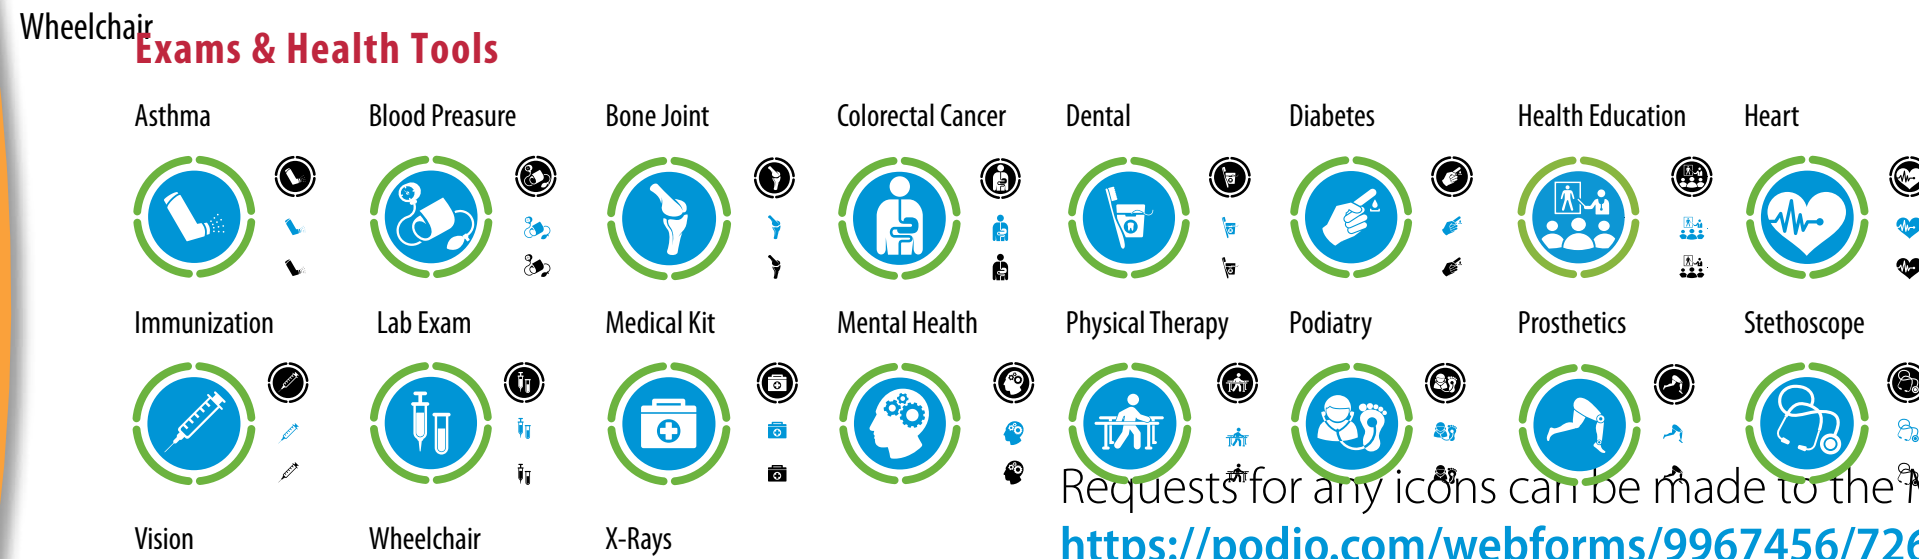 Wheelchair
Exams & Health Tools
Asthma Blood Preasure Bone Joint Colorectal Cancer Dental Diabetes Health Education Heart
Immunization Lab Exam Medical Kit Mental Health Physical Therapy Podiatry Prosthetics Stethoscope
Requests for any icons can be made to the
Vision Wheelchair X-Rays
https://podio.com/webforms/9967456/726